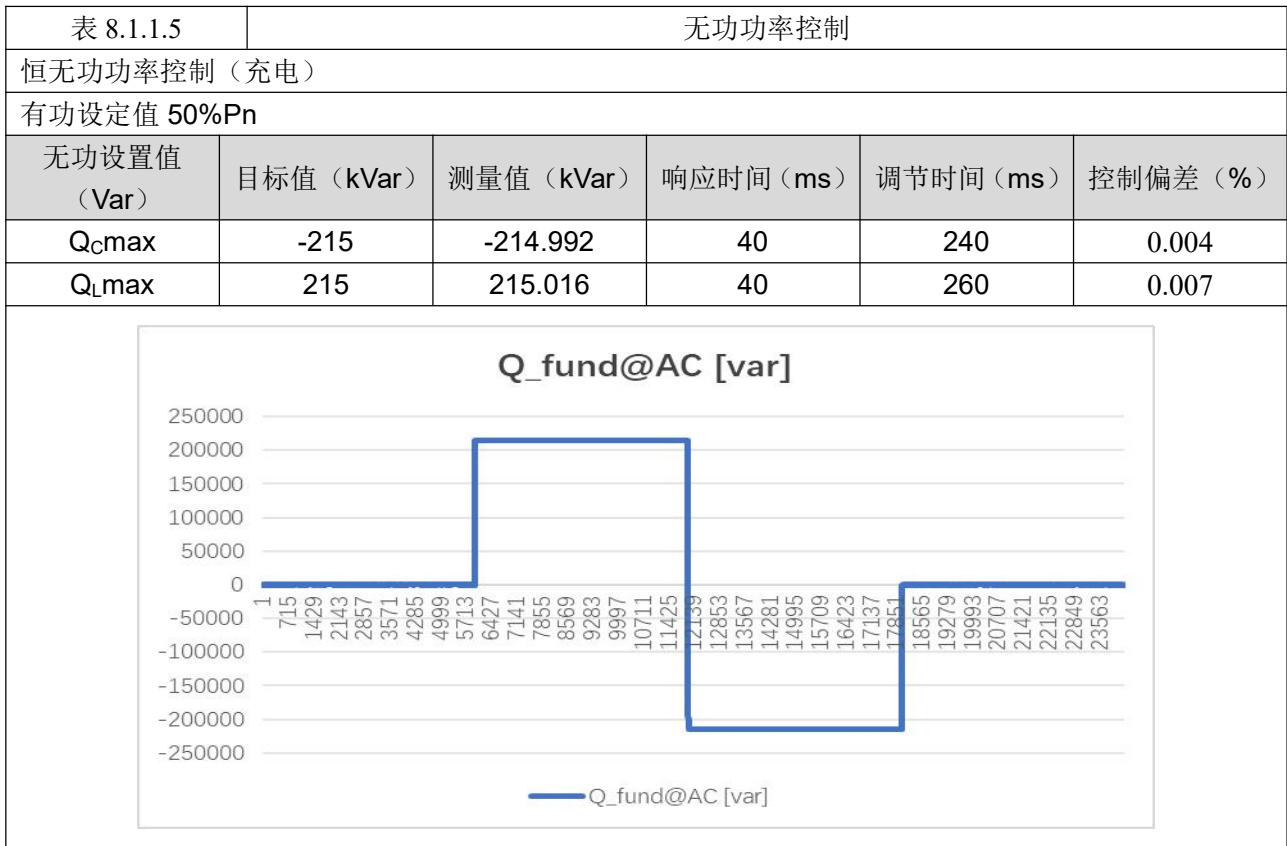 表 8.1.1.5 无功功率控制
恒无功功率控制（充电）
有功设定值 50%Pn
无功设置值（Var） 目标值（kVar） 测量值（kVar） 响应时间（ms） 调节时间（ms） 控制偏差（%）
QCmax -215 -214.992 40 240 0.004
QLmax 215 215.016 40 260 0.007
Q_fund@AC [var]
250000
200000
150000
100000
50000
0
-50000
-100000
-150000
-200000
-250000
1 715 1429 2143 2857 3571 4285 4999 5713 6427 7141 7855 8569 9283 9997 10711 11425 12139 12853 13567 14281 14995 15709 16423 17137 17851 18565 19279 19993 20707 21421 22135 22849 23563
Q_fund@AC [var]